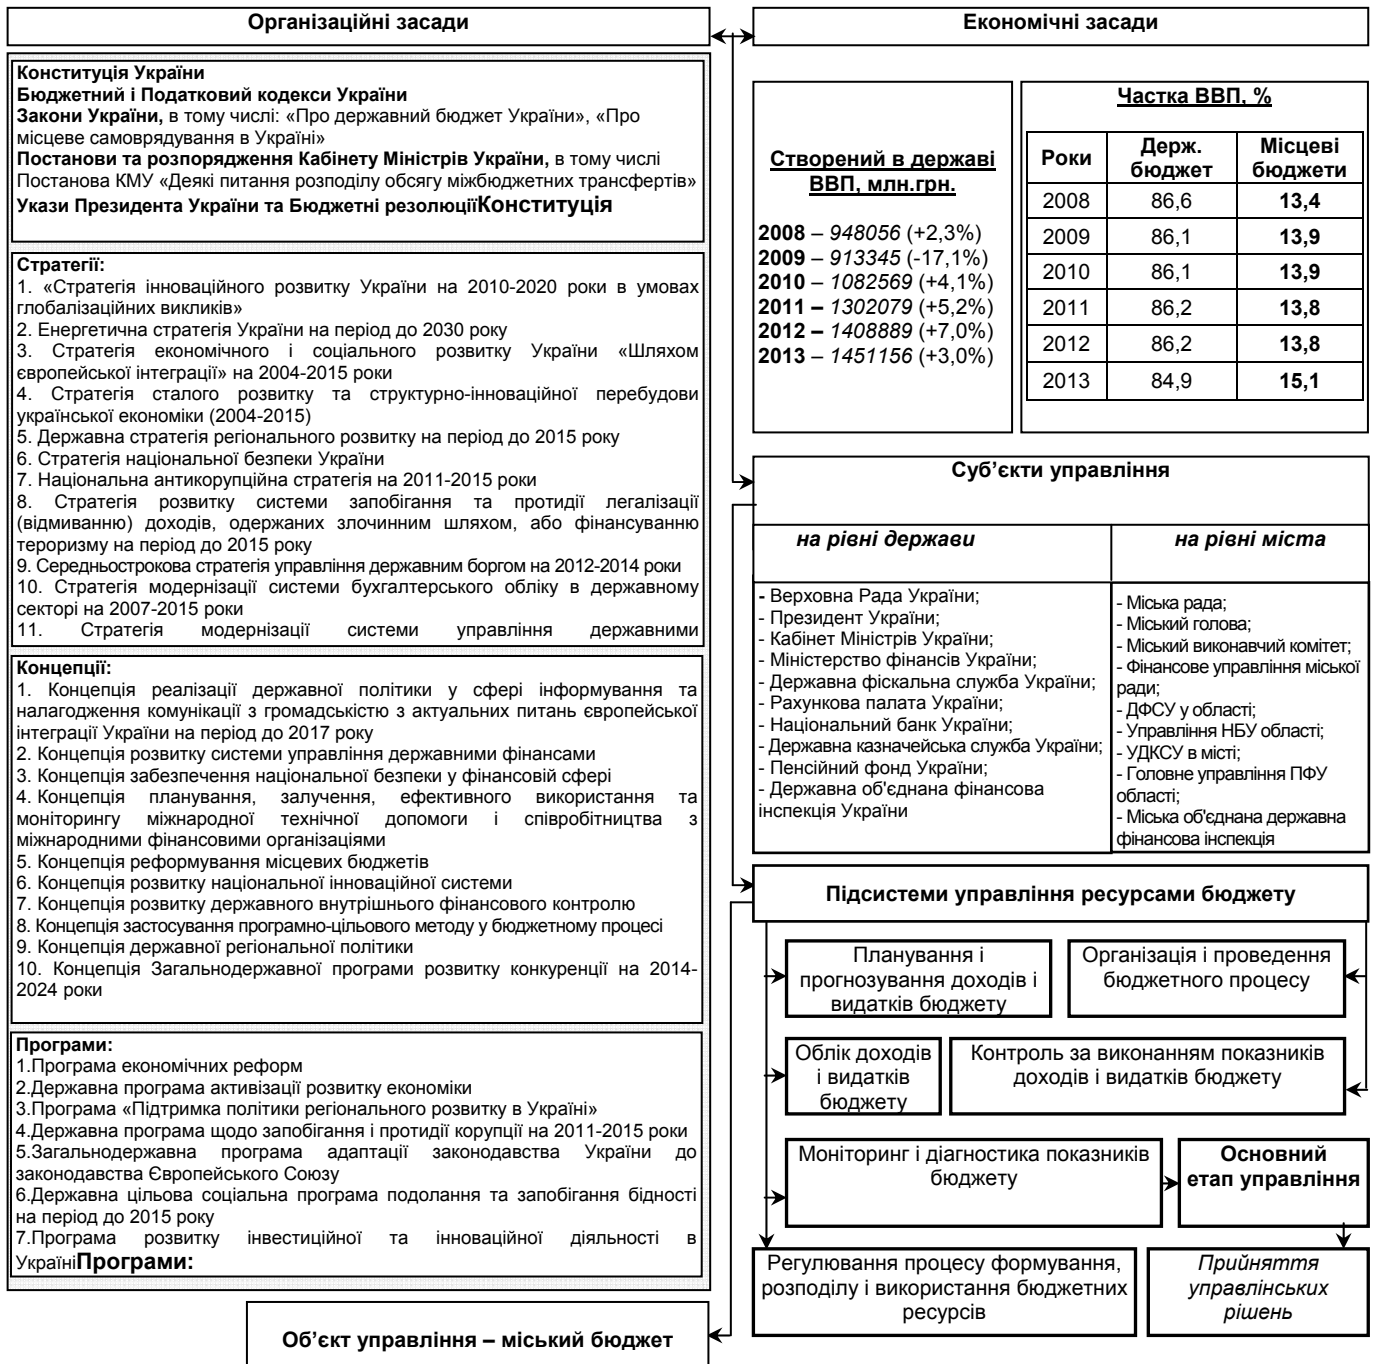 Організаційні засади
Конституція України
Бюджетний і Податковий кодекси України
Закони України, в тому числі: «Про державний бюджет України», «Про
місцеве самоврядування в Україні»
Постанови та розпорядження Кабінету Міністрів України, в тому числі
Постанова КМУ «Деякі питання розподілу обсягу міжбюджетних трансфертів»
Укази Президента України та Бюджетні резолюціїКонституція
Стратегії:
1. «Стратегія інноваційного розвитку України на 2010-2020 роки в умовах
глобалізаційних викликів»
2. Енергетична стратегія України на період до 2030 року
3. Стратегія економічного і соціального розвитку України «Шляхом
європейської інтеграції» на 2004-2015 роки
4. Стратегія сталого розвитку та структурно-інноваційної перебудови
української економіки (2004-2015)
5. Державна стратегія регіонального розвитку на період до 2015 року
6. Стратегія національної безпеки України
7. Національна антикорупційна стратегія на 2011-2015 роки
8. Стратегія розвитку системи запобігання та протидії легалізації
(відмиванню) доходів, одержаних злочинним шляхом, або фінансуванню
тероризму на період до 2015 року
9. Середньострокова стратегія управління державним боргом на 2012-2014 роки
10. Стратегія модернізації системи бухгалтерського обліку в державному
секторі на 2007-2015 роки
11. Стратегія модернізації системи управління державними
Концепції:
1. Концепція реалізації державної політики у сфері інформування та
налагодження комунікації з громадськістю з актуальних питань європейської
інтеграції України на період до 2017 року
2. Концепція розвитку системи управління державними фінансами
3. Концепція забезпечення національної безпеки у фінансовій сфері
4. Концепція планування, залучення, ефективного використання та
моніторингу міжнародної технічної допомоги і співробітництва з
міжнародними фінансовими організаціями
5. Концепція реформування місцевих бюджетів
6. Концепція розвитку національної інноваційної системи
7. Концепція розвитку державного внутрішнього фінансового контролю
8. Концепція застосування програмно-цільового методу у бюджетному процесі
9. Концепція державної регіональної політики
10. Концепція Загальнодержавної програми розвитку конкуренції на 2014-
2024 роки
Програми:
1.Програма економічних реформ
2.Державна програма активізації розвитку економіки
3.Програма «Підтримка політики регіонального розвитку в Україні»
4.Державна програма щодо запобігання і протидії корупції на 2011-2015 роки
5.Загальнодержавна програма адаптації законодавства України до
законодавства Європейського Союзу
6.Державна цільова соціальна програма подолання та запобігання бідності
на період до 2015 року
7.Програма розвитку інвестиційної та інноваційної діяльності в
УкраїніПрограми:
Економічні засади
Створений в державі
ВВП, млн.грн.
2008 – 948056 (+2,3%)
2009 – 913345 (-17,1%)
2010 – 1082569 (+4,1%)
2011 – 1302079 (+5,2%)
2012 – 1408889 (+7,0%)
2013 – 1451156 (+3,0%)
Частка ВВП, %
Роки Держ. бюджет Місцеві бюджети
2008 86,6 13,4
2009 86,1 13,9
2010 86,1 13,9
2011 86,2 13,8
2012 86,2 13,8
2013 84,9 15,1
Суб’єкти управління
на рівні держави
- Верховна Рада України;
- Президент України;
- Кабінет Міністрів України;
- Міністерство фінансів України;
- Державна фіскальна служба України;
- Рахункова палата України;
- Національний банк України;
- Державна казначейська служба України;
- Пенсійний фонд України;
- Державна об'єднана фінансова
інспекція України
на рівні міста
- Міська рада;
- Міський голова;
- Міський виконавчий комітет;
- Фінансове управління міської
ради;
- ДФСУ у області;
- Управління НБУ області;
- УДКСУ в місті;
- Головне управління ПФУ
області;
- Міська об'єднана державна
фінансова інспекція
Підсистеми управління ресурсами бюджету
Планування і
прогнозування доходів і
видатків бюджету
Організація і проведення
бюджетного процесу
Облік доходів
і видатків
бюджету
Контроль за виконанням показників
доходів і видатків бюджету
Моніторинг і діагностика показників
бюджету
Основний
етап управління
Регулювання процесу формування,
розподілу і використання бюджетних
ресурсів
Прийняття
управлінських
рішень
Об’єкт управління – міський бюджет